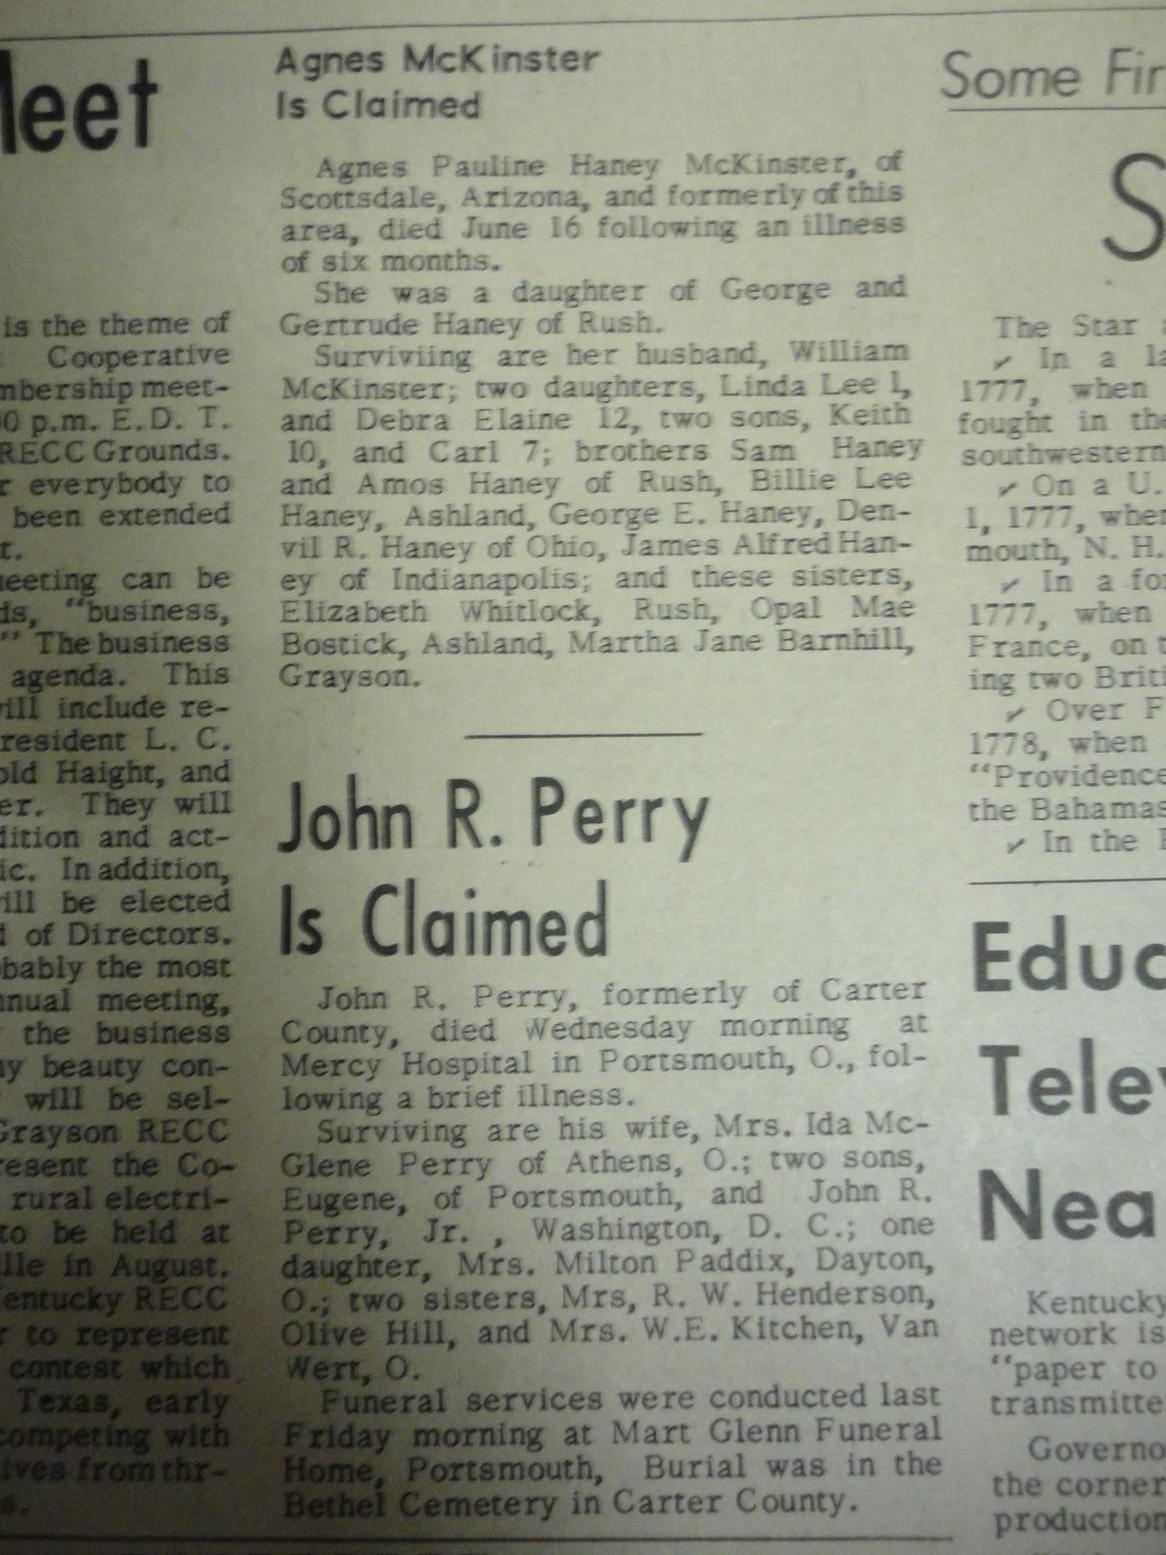 leet
is the theme of
Cooperative
mbership meet-
0 p.m. E.D. T.
RECC Grounds.
r everybody to
been extended
t.
neeting can be
ds, "business,
" The business
agenda. This
will include re-
resident L. C.
old Haight, and
er. They will
dition and act-
ic. In addition,
will be elected
d of Directors.
obably the most
nnual meeting,
the business
ny beauty con-
will be sel-
Grayson RECC
resent the Co-
rural electri-
to be held at
lle in August.
entucky RECC
r to represent
contest which
Texas, early
competing with
ives from thr-
s.
Agnes McKinster
Is Claimed
Agnes Pauline Haney McKinster, of
Scottsdale, Arizona, and formerly of this
area, died June 16 following an illness
of six months.
She was a daughter of George and
Gertrude Haney of Rush.
Surviviing are her husband, William
McKinster; two daughters, Linda Lee 1,
and Debra Elaine 12, two sons, Keith
10, and Carl 7; brothers Sam Haney
and Amos Haney of Rush, Billie Lee
Haney, Ashland, George E. Haney, Den-
vil R. Haney of Ohio, James Alfred Han-
ey of Indianapolis; and these sisters,
Elizabeth Whitlock, Rush, Opal Mae
Bostick, Ashland, Martha Jane Barnhill,
Grayson.
John R. Perry
Is Claimed
John R. Perry, formerly of Carter
County, died Wednesday morning at
Mercy Hospital in Portsmouth, O., fol-
lowing a brief illness.
Surviving are his wife, Mrs. Ida Mc-
Glene Perry of Athens, O.; two sons,
Eugene, of Portsmouth, and John R.
Perry, Jr. , Washington, D. C.; one
daughter, Mrs. Milton Paddix, Dayton,
O.; two sisters, Mrs, R. W. Henderson,
Olive Hill, and Mrs. W.E. Kitchen, Van
Wert, O.
Funeral services were conducted last
Friday morning at Mart Glenn Funeral
Home, Portsmouth, Burial was in the
Bethel Cemetery in Carter County.
Some Fir
S
The Star
✓ In a la
1777, when
fought in the
southwestern
✓ On a U.
1, 1777, when
mouth, N. H.
✓ In a for
1777, when
France, on t
ing two Briti
✓ Over F
1778, when
"Providence
the Bahamas
✓ In the
Educ
Telev
Nea
Kentucky
network is
"paper to
transmitte
Governo
the corner
production